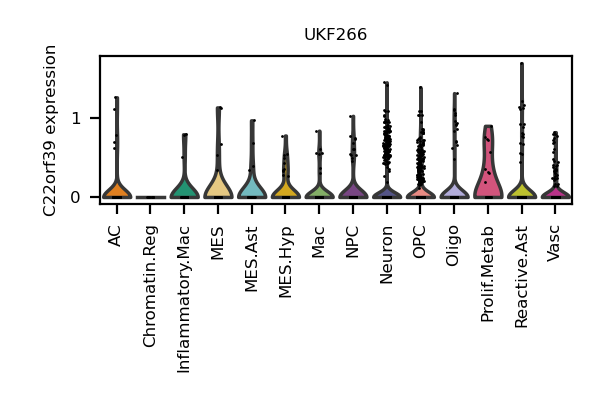 UKF266
C22orf39 expression
1
0
AC
Chromatin.Reg
Inflammatory.Mac
MES
MES.Ast
MES.Hyp
Mac
NPC
Neuron
OPC
Oligo
Prolif.Metab
Reactive.Ast
Vasc